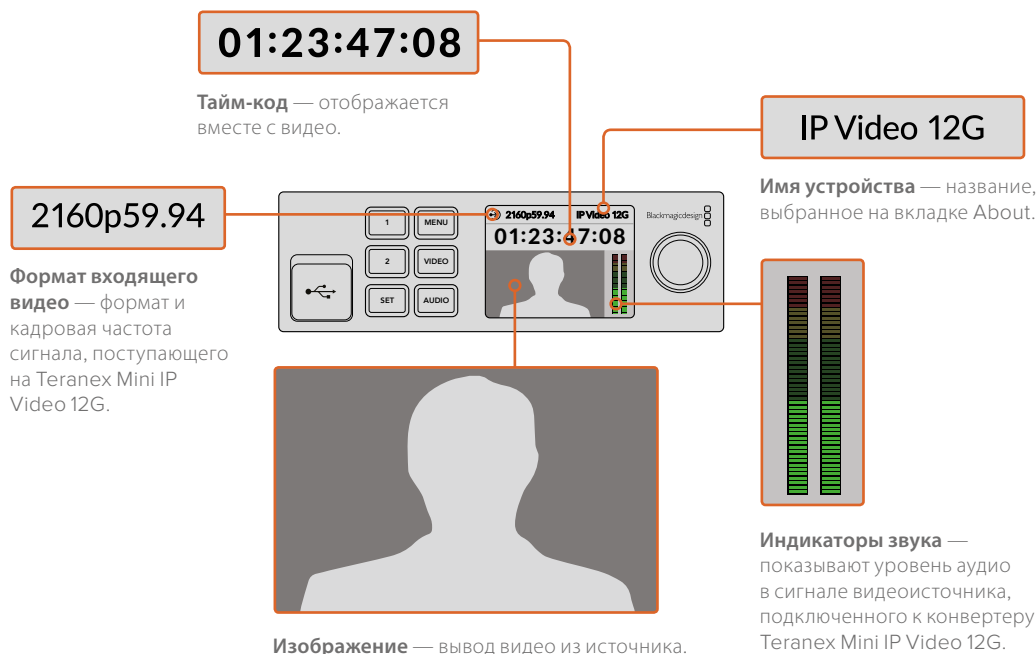 01:23:47:08
Тайм-код — отображается
вместе с видео.
IP Video 12G
Имя устройства — название,
выбранное на вкладке About.
2160p59.94
Формат входящего
видео — формат и
кадровая частота
сигнала, поступающего
на Teranex Mini IP
Video 12G.
1
MENU
2
VIDEO
SET
AUDIO
2160p59.94
IP Video 12G
01:23:47:08
Blackmagicdesign
Изображение — вывод видео из источника.
Индикаторы звука —
показывают уровень аудио
в сигнале видеоисточника,
подключенного к конвертеру
Teranex Mini IP Video 12G.